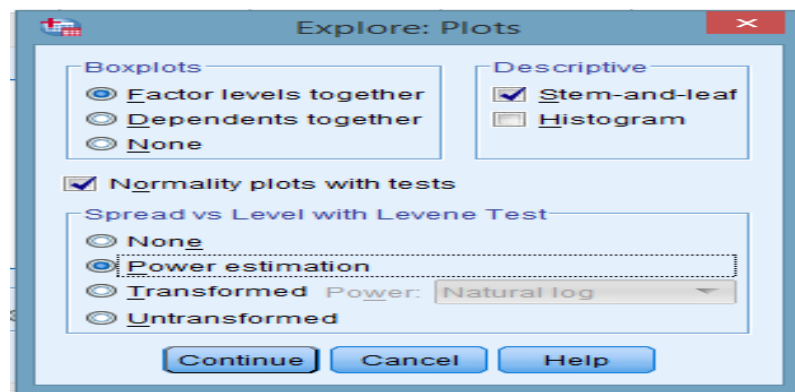 Explore: Plots
Boxplots
Factor levels together
Dependents together
None
Descriptive
Stem-and-leaf
Histogram
Normality plots with tests
Spread vs Level with Levene Test
None
Power estimation
Transformed Power: Natural log
Untransformed
Continue Cancel Help